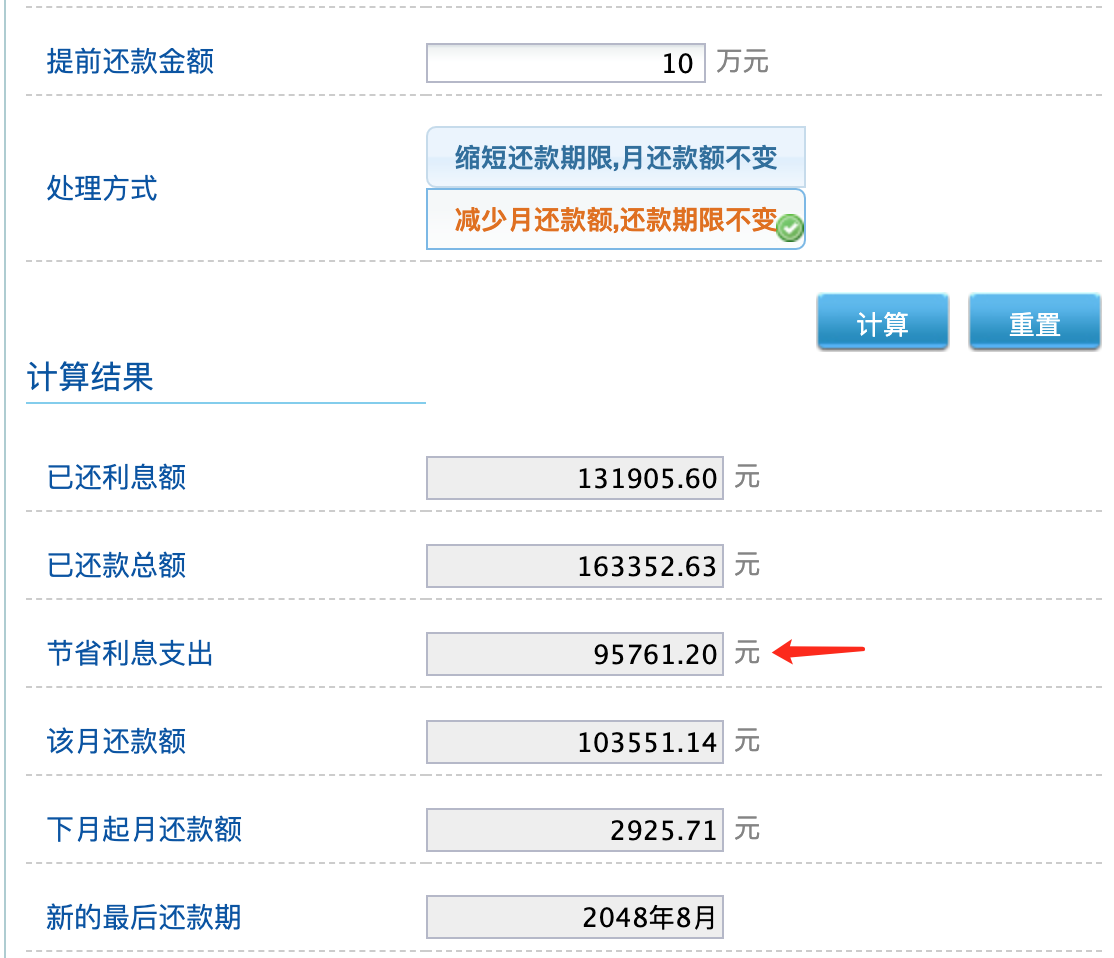 提前还款金额 10 万元
处理方式
缩短还款期限,月还款额不变
减少月还款额,还款期限不变
计算 重置
计算结果
已还利息额 131905.60 元
已还款总额 163352.63 元
节省利息支出 95761.20 元
该月还款额 103551.14 元
下月起月还款额 2925.71 元
新的最后还款期 2048年8月